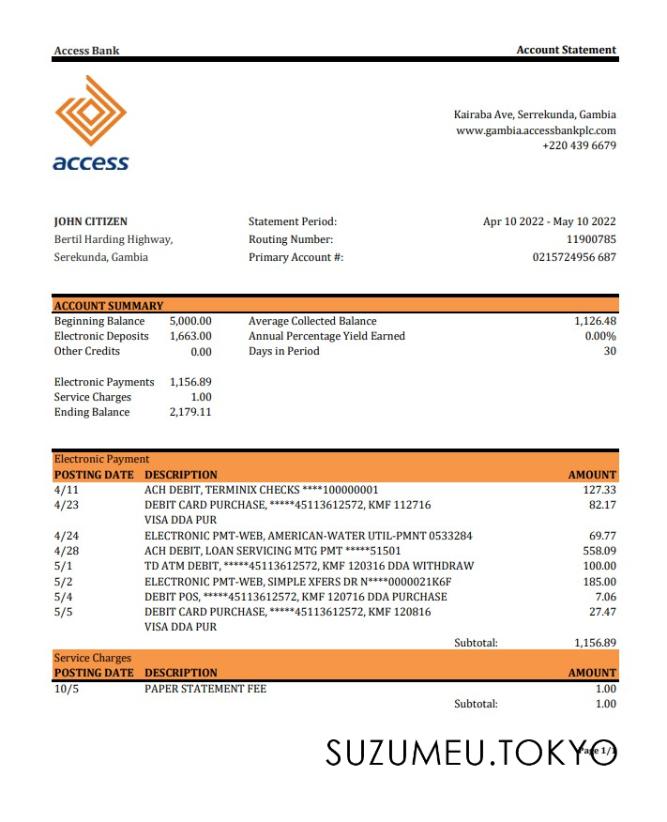 Access Bank Account Statement
access
Kairaba Ave, Serrekunda, Gambia
www.gambia.accessbankplc.com
+220 439 6679
JOHN CITIZEN Statement Period: Apr 10 2022 - May 10 2022
Bertil Harding Highway, Routing Number: 11900785
Serekunda, Gambia Primary Account #: 0215724956 687
ACCOUNT SUMMARY
Beginning Balance 5,000.00 Average Collected Balance 1,126.48
Electronic Deposits 1,663.00 Annual Percentage Yield Earned 0.00%
Other Credits 0.00 Days in Period 30
Electronic Payments 1,156.89
Service Charges 1.00
Ending Balance 2,179.11
Electronic Payment
POSTING DATE DESCRIPTION AMOUNT
4/11 ACH DEBIT, TERMINIX CHECKS ****100000001 127.33
4/23 DEBIT CARD PURCHASE, *****45113612572, KMF 112716 82.17
VISA DDA PUR
4/24 ELECTRONIC PMT-WEB, AMERICAN-WATER UTIL-PMNT 0533284 69.77
4/28 ACH DEBIT, LOAN SERVICING MTG PMT *****51501 558.09
5/1 TD ATM DEBIT, *****45113612572, KMF 120316 DDA WITHDRAW 100.00
5/2 ELECTRONIC PMT-WEB, SIMPLE XFERS DR N****0000021K6F 185.00
5/4 DEBIT POS, *****45113612572, KMF 120716 DDA PURCHASE 7.06
5/5 DEBIT CARD PURCHASE, *****45113612572, KMF 120816 27.47
VISA DDA PUR
Subtotal: 1,156.89
Service Charges
POSTING DATE DESCRIPTION AMOUNT
10/5 PAPER STATEMENT FEE 1.00
Subtotal: 1.00
SUZUMEU.TOKYO
Page 1/1